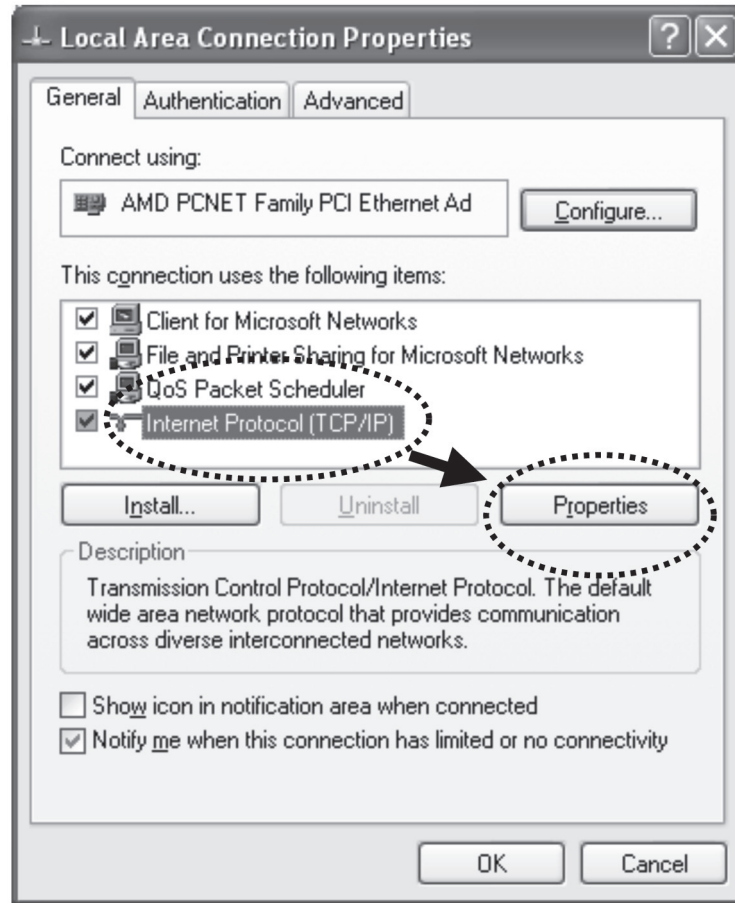 Local Area Connection Properties
General Authentication Advanced
Connect using:
AMD PCNET Family PCI Ethernet Ad Configure...
This connection uses the following items:
Client for Microsoft Networks
File and Printer Sharing for Microsoft Networks
QoS Packet Scheduler
Internet Protocol (TCP/IP)
Install... Uninstall Properties
Description
Transmission Control Protocol/Internet Protocol. The default
wide area network protocol that provides communication
across diverse interconnected networks.
Show icon in notification area when connected
Notify me when this connection has limited or no connectivity
OK Cancel